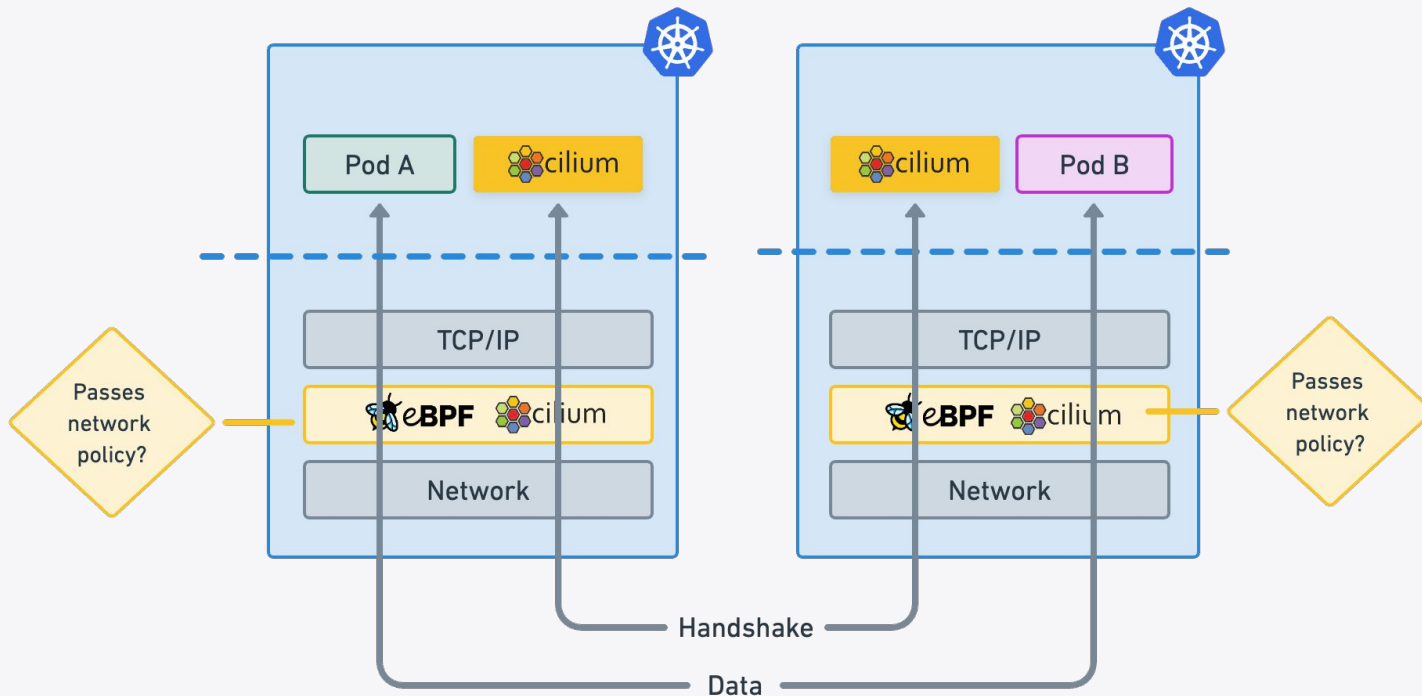 Pod A
cilium
cilium
Pod B
TCP/IP
TCP/IP
Passes
network
policy?
eBPF cilium
eBPF cilium
Passes
network
policy?
Network
Network
Handshake
Data